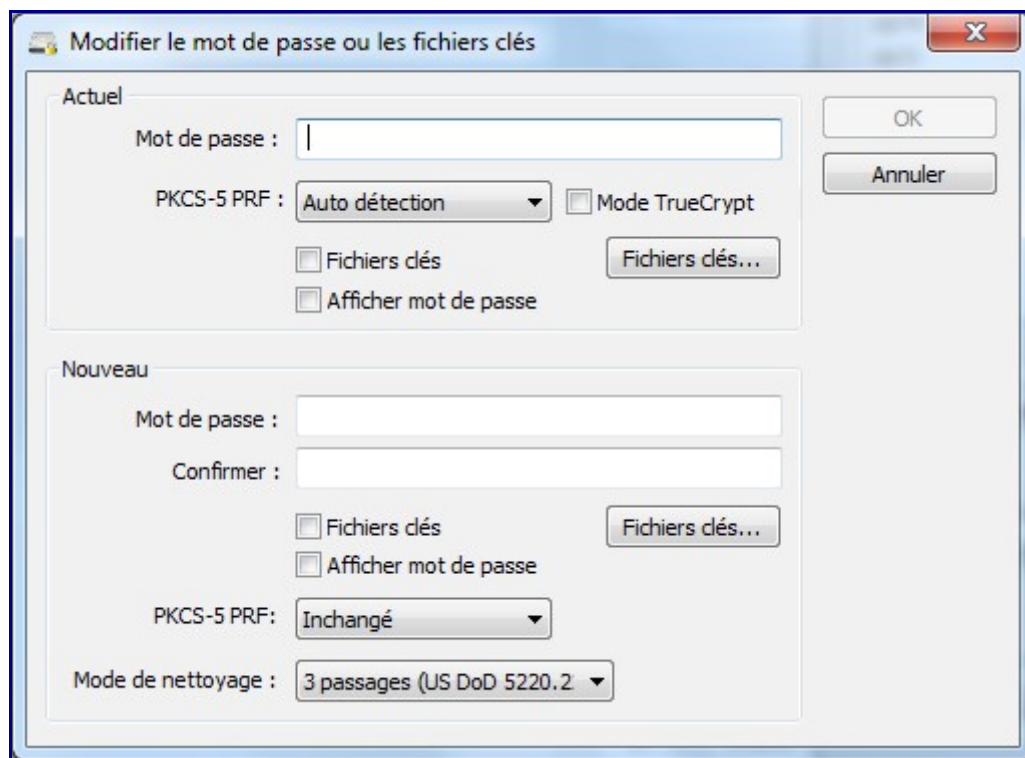 Modifier le mot de passe ou les fichiers clés
Actuel
Mot de passe :
OK
Annuler
PKCS-5 PRF : Auto détection Mode TrueCrypt
Fichiers clés Fichiers clés...
Afficher mot de passe
Nouveau
Mot de passe :
Confirmer :
Fichiers clés Fichiers clés...
Afficher mot de passe
PKCS-5 PRF: Inchangé
Mode de nettoyage : 3 passages (US DoD 5220.2